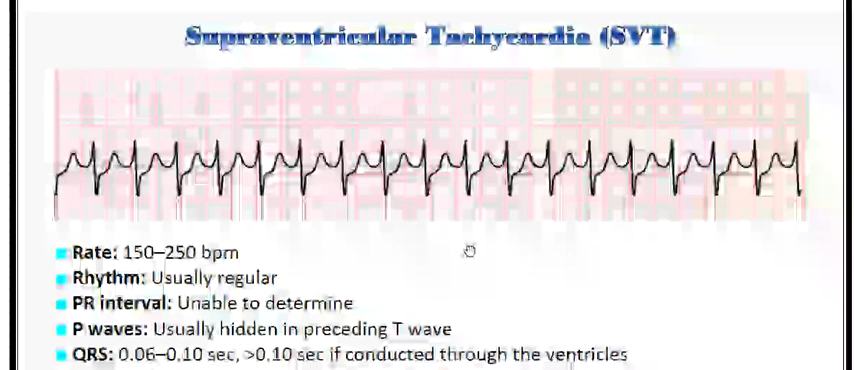 Supraventricular Tachycardia (SVT)
Rate: 150–250 bpm
Rhythm: Usually regular
PR interval: Unable to determine
P waves: Usually hidden in preceding T wave
QRS: 0.06–0.10 sec, >0.10 sec if conducted through the ventricles